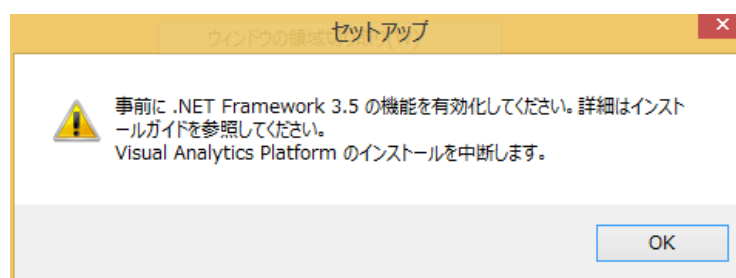 セットアップ
事前に .NET Framework 3.5 の機能を有効化してください。詳細はインスト
ールガイドを参照してください。
Visual Analytics Platform のインストールを中断します。
OK